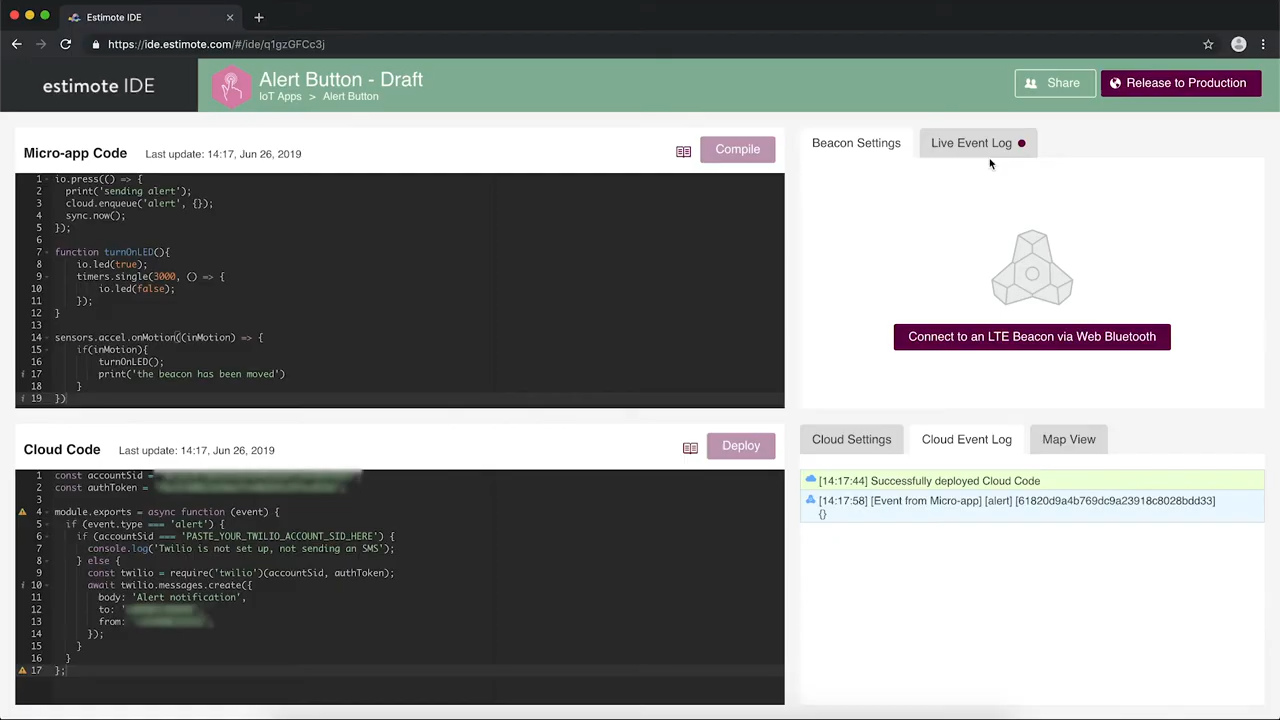 Estimote IDE
https://ide.estimote.com/#/ide/q1gzGFCc3j
estimote IDE
Alert Button - Draft
IoT Apps > Alert Button
Share
Release to Production
Micro-app Code
Last update: 14:17, Jun 26, 2019
Compile
1 io.press(() => {
2 print('sending alert');
3 cloud.enqueue('alert', {});
4 sync.now();
5 });
6
7 function turnOnLED(){
8 io.led(true);
9 timers.single(3000, () => {
10 io.led(false);
11 });
12 }
13
14 sensors.accel.onMotion((inMotion) => {
15 if(inMotion){
16 turnOnLED();
17 print('the beacon has been moved')
18 }
19 })
Beacon Settings
Live Event Log
Connect to an LTE Beacon via Web Bluetooth
Cloud Code
Last update: 14:17, Jun 26, 2019
Deploy
1 const accountSid =
2 const authToken =
3
4 module.exports = async function (event) {
5 if (event.type === 'alert') {
6 if (accountSid === 'PASTE_YOUR_TWILIO_ACCOUNT_SID_HERE') {
7 console.log('Twilio is not set up, not sending an SMS');
8 } else {
9 const twilio = require('twilio')(accountSid, authToken);
10 await twilio.messages.create({
11 body: 'Alert notification',
12 to: '
13 from: '
14 });
15 }
16 }
17 };
Cloud Settings
Cloud Event Log
Map View
[14:17:44] Successfully deployed Cloud Code
[14:17:58] [Event from Micro-app] [alert] [61820d9a4b769dc9a23918c8028bdd33]
{}